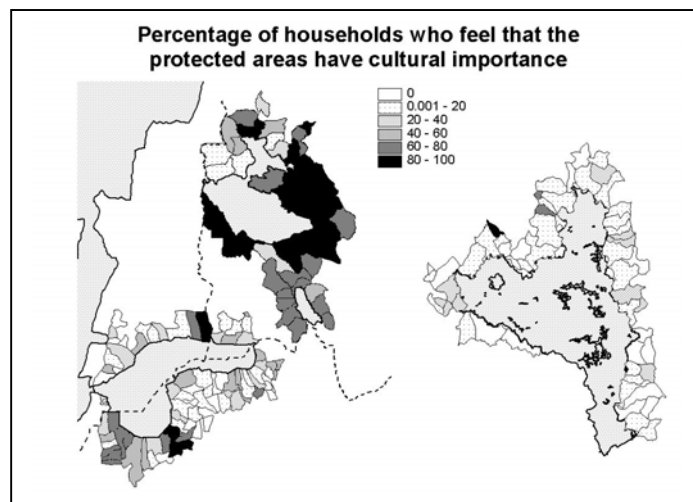 Percentage of households who feel that the
protected areas have cultural importance
0
0.001 - 20
20 - 40
40 - 60
60 - 80
80 - 100